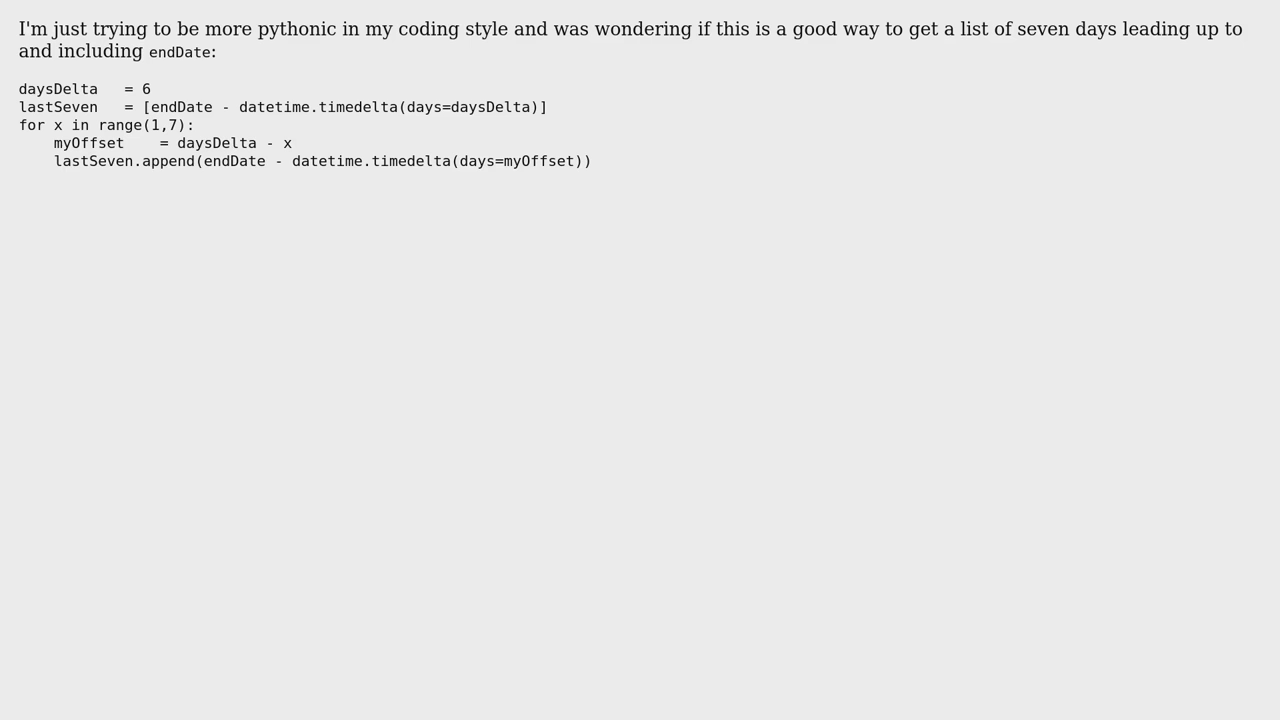 I'm just trying to be more pythonic in my coding style and was wondering if this is a good way to get a list of seven days leading up to
and including endDate:
daysDelta   = 6
lastSeven   = [endDate - datetime.timedelta(days=daysDelta)]
for x in range(1,7):
    myOffset    = daysDelta - x
    lastSeven.append(endDate - datetime.timedelta(days=myOffset))